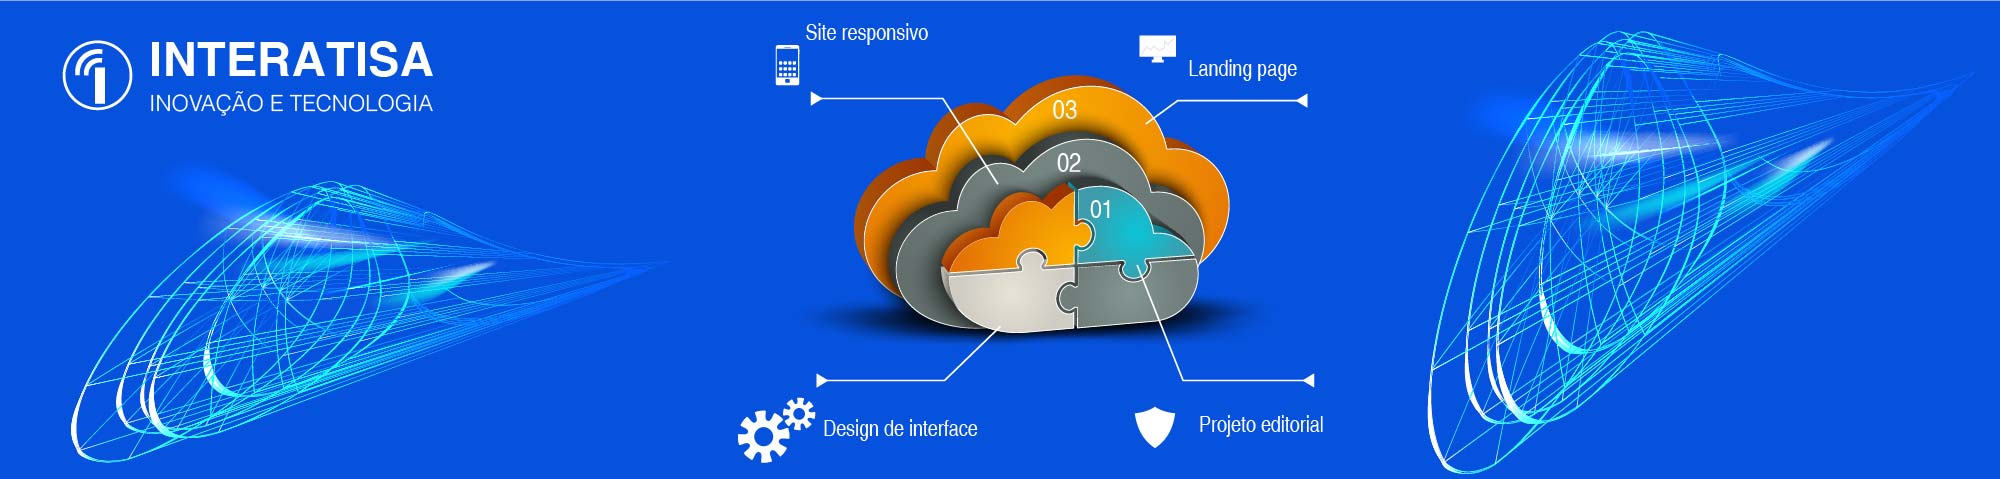 INTERATISA
INOVAÇÃO E TECNOLOGIA
Site responsivo
Landing page
03
02
01
Design de interface
Projeto editorial